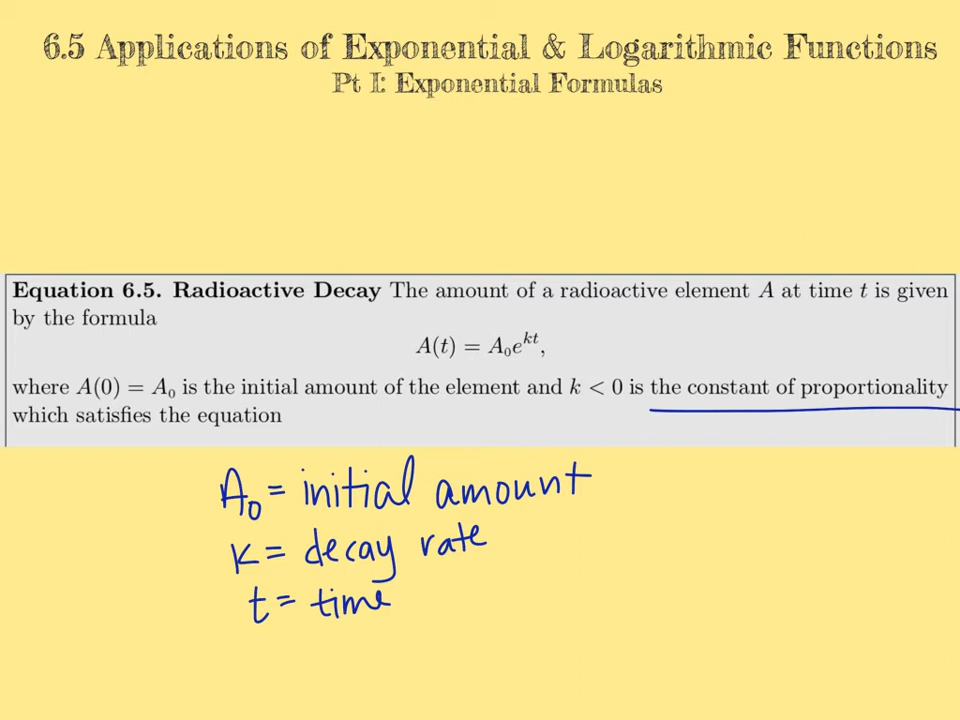 6.5 Applications of Exponential & Logarithmic Functions
Pt I: Exponential Formulas
Equation 6.5. Radioactive Decay The amount of a radioactive element A at time t is given
by the formula
A(t) = A₀e^{kt},
where A(0) = A₀ is the initial amount of the element and k < 0 is the constant of proportionality
which satisfies the equation
A₀ = initial amount
k = decay rate
t = time